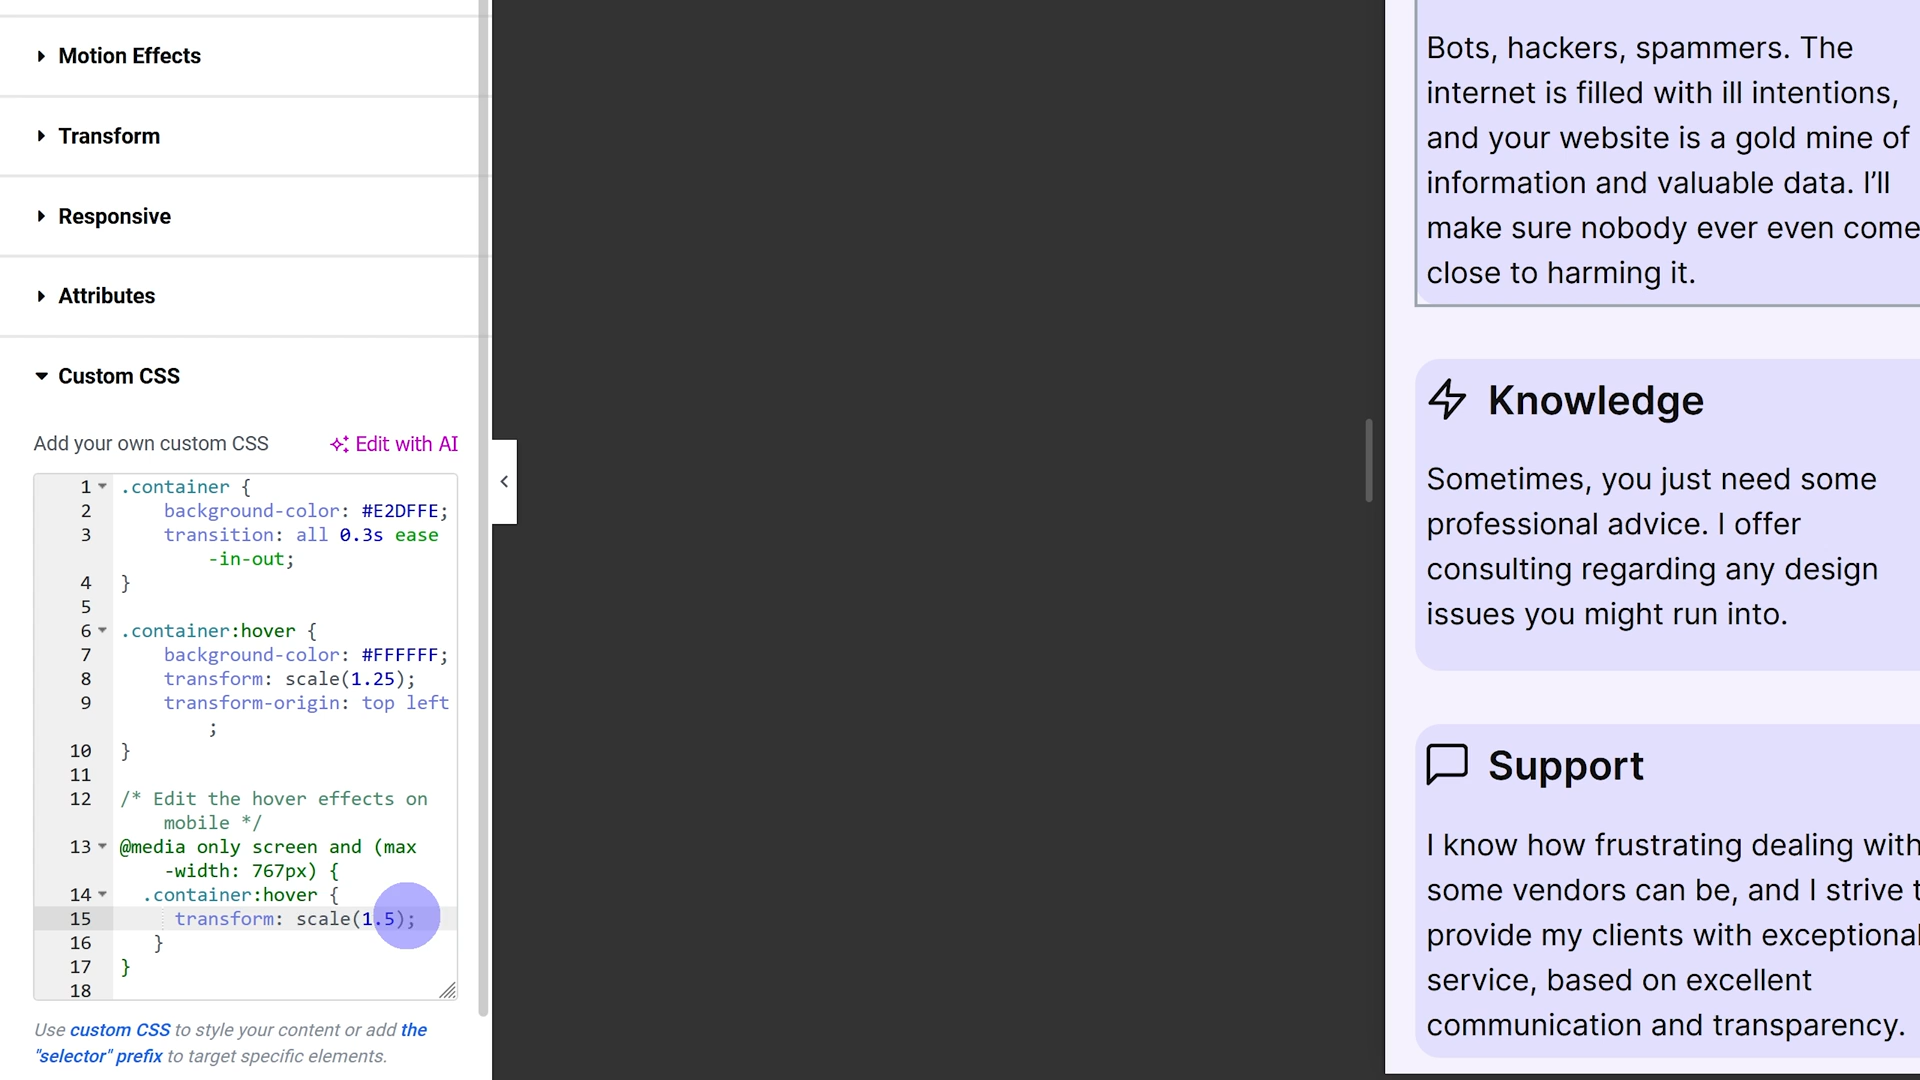 Motion Effects
Transform
Responsive
Attributes
Custom CSS
Add your own custom CSS
Edit with AI
1 .container {
2 background-color: #E2DFFE;
3 transition: all 0.3s ease
-in-out;
4 }
5
6 .container:hover {
7 background-color: #FFFFFF;
8 transform: scale(1.25);
9 transform-origin: top left
;
10 }
11
12 /* Edit the hover effects on
mobile */
13 @media only screen and (max
-width: 767px) {
14 .container:hover {
15 transform: scale(1.5);
16 }
17 }
18
Use custom CSS to style your content or add the
"selector" prefix to target specific elements.
Bots, hackers, spammers. The
internet is filled with ill intentions,
and your website is a gold mine of
information and valuable data. I’ll
make sure nobody ever even come
close to harming it.
Knowledge
Sometimes, you just need some
professional advice. I offer
consulting regarding any design
issues you might run into.
Support
I know how frustrating dealing with
some vendors can be, and I strive t
provide my clients with exceptional
service, based on excellent
communication and transparency.